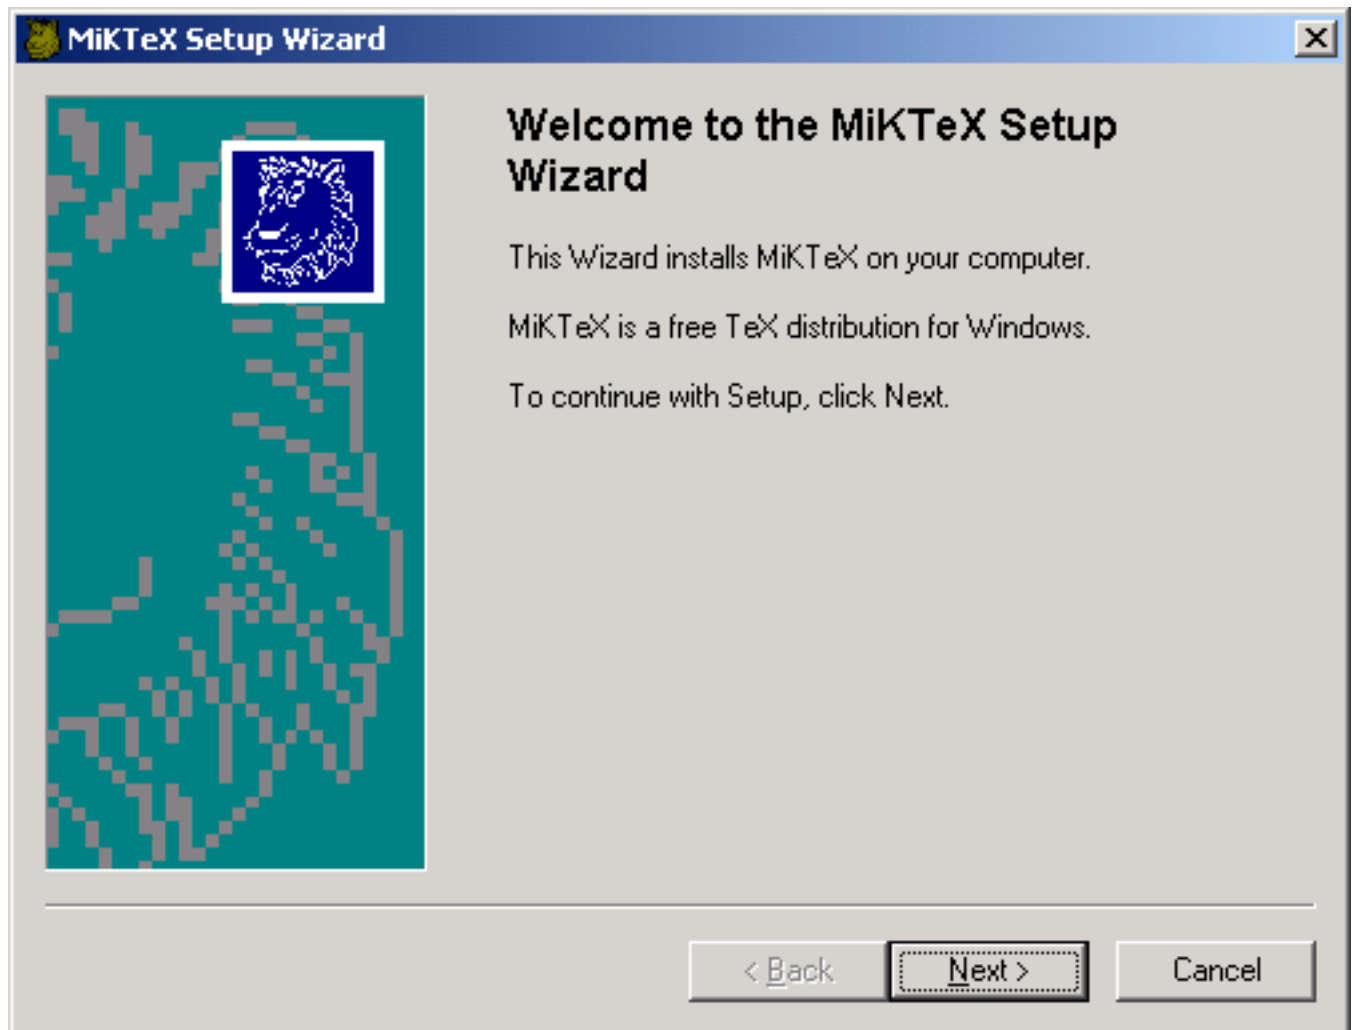 MiKTeX Setup Wizard
Welcome to the MiKTeX Setup
Wizard
This Wizard installs MiKTeX on your computer.
MiKTeX is a free TeX distribution for Windows.
To continue with Setup, click Next.
< Back
Next >
Cancel